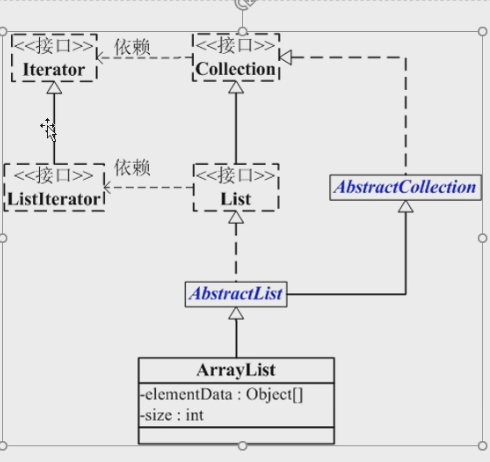 <<接口>>
Iterator
依赖
<<接口>>
Collection
<<接口>>
ListIterator
依赖
<<接口>>
List
AbstractCollection
AbstractList
ArrayList
-elementData : Object[]
-size : int